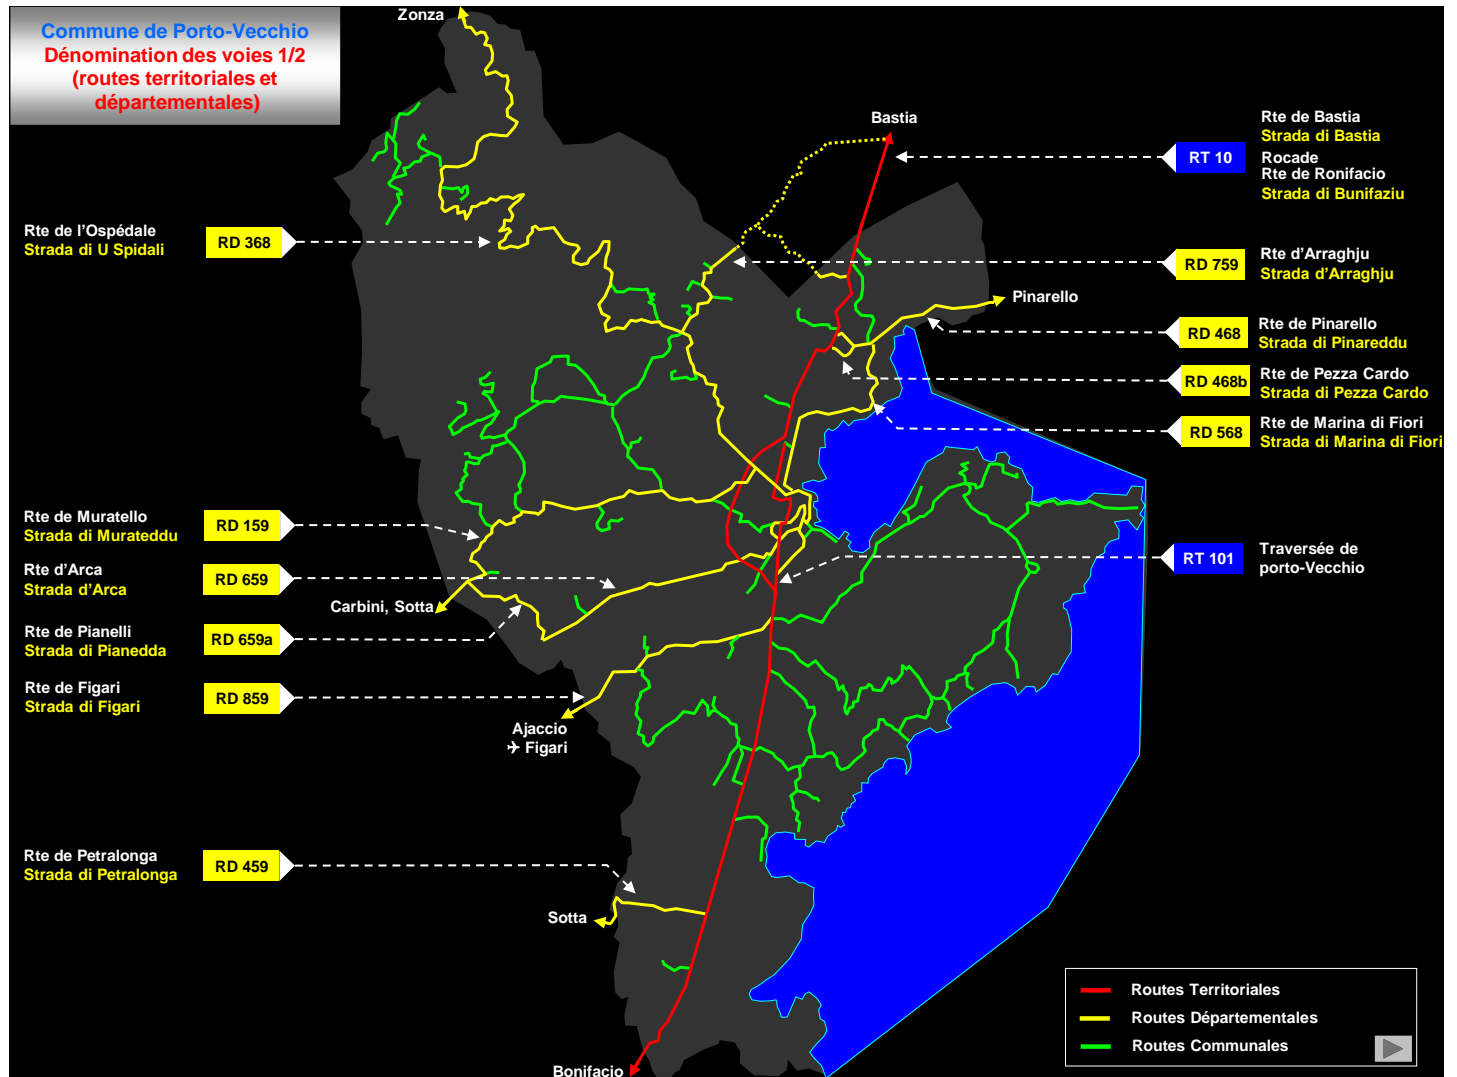 Commune de Porto-Vecchio
Dénomination des voies 1/2
(routes territoriales et
départementales)
Zonza
Bastia
Rte de Bastia
Strada di Bastia
RT 10
Rocade
Rte de Ronifacio
Strada di Bunifaziu
Rte de l'Ospédale
Strada di U Spidali
RD 368
RD 759
Rte d'Arraghju
Strada d'Arraghju
Pinarello
RD 468
Rte de Pinarello
Strada di Pinareddu
RD 468b
Rte de Pezza Cardo
Strada di Pezza Cardo
RD 568
Rte de Marina di Fiori
Strada di Marina di Fiori
Rte de Muratello
Strada di Murateddu
RD 159
Rte d'Arca
Strada d'Arca
RD 659
RT 101
Traversée de
porto-Vecchio
Carbini, Sotta
Rte de Pianelli
Strada di Pianedda
RD 659a
Rte de Figari
Strada di Figari
RD 859
Ajaccio
✈ Figari
Rte de Petralonga
Strada di Petralonga
RD 459
Sotta
Bonifacio
Routes Territoriales
Routes Départementales
Routes Communales